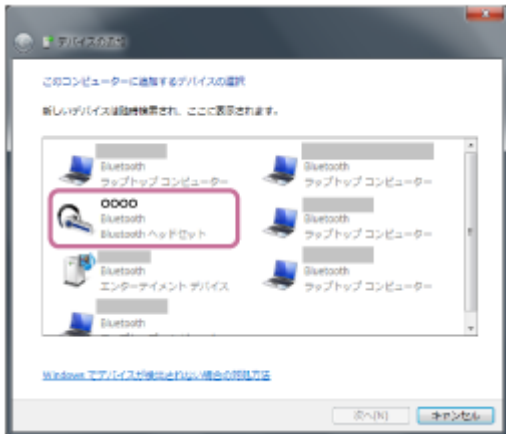 デバイスの追加
このコンピューターに追加するデバイスの選択
新しいデバイスは随時検索され、ここに表示されます。
Bluetooth
ラップトップ コンピューター
Bluetooth
ラップトップ コンピューター
OOOO
Bluetooth
Bluetooth ヘッドセット
Bluetooth
ラップトップ コンピューター
Bluetooth
エンターテイメント デバイス
Bluetooth
ラップトップ コンピューター
Bluetooth
Windows でデバイスが検出されない場合の対処方法
次へ(N)
キャンセル